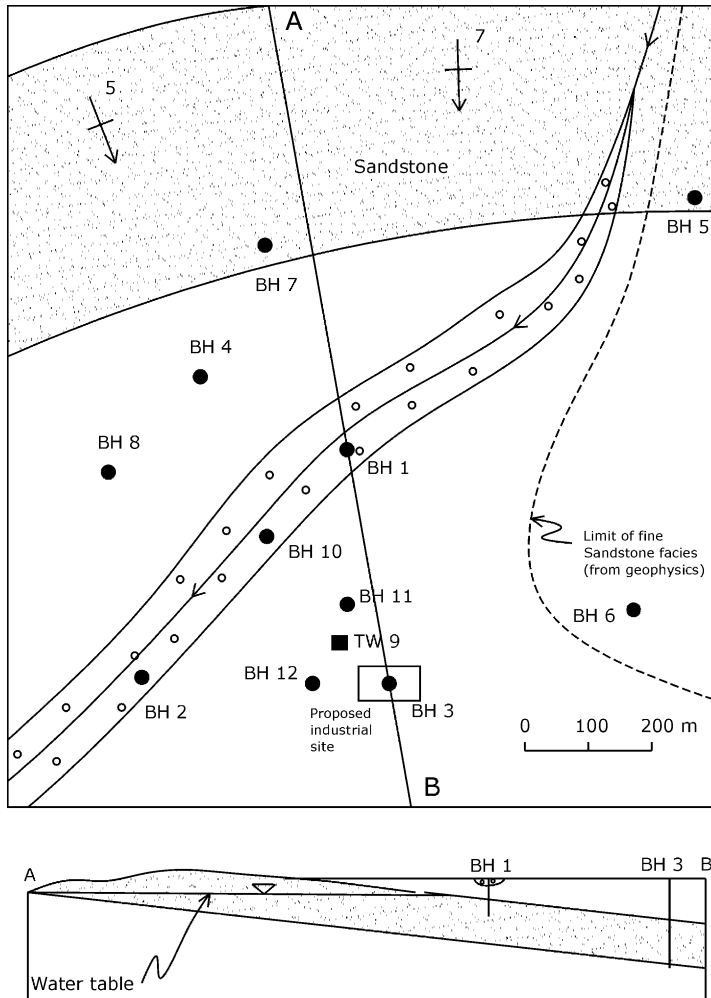 A
7
5
Sandstone
BH 5
BH 7
BH 4
BH 8
BH 1
BH 10
Limit of fine
Sandstone facies
(from geophysics)
BH 11
BH 6
TW 9
BH 12
BH 2
BH 3
Proposed
industrial
site
0 100 200 m
B
A BH 1 BH 3 B
Water table